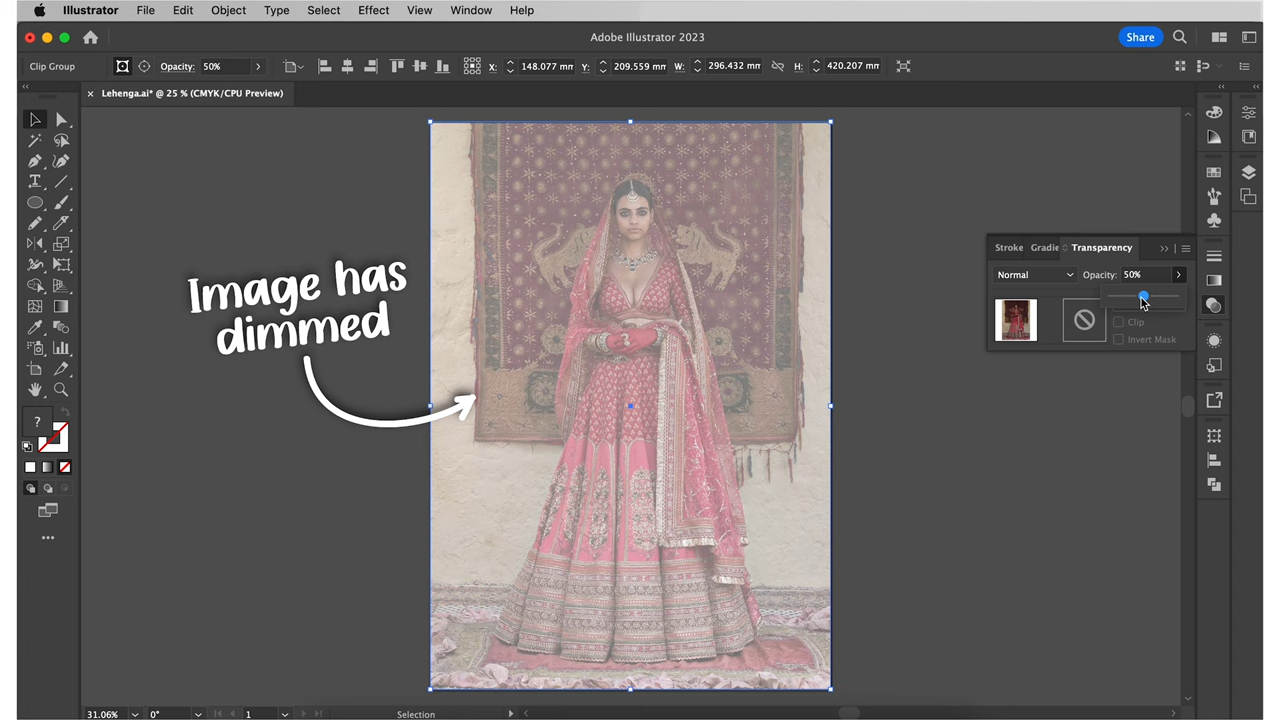 Illustrator File Edit Object Type Select Effect View Window Help
Adobe Illustrator 2023
Share
Clip Group Opacity: 50% X: 148.077 mm Y: 209.559 mm W: 296.432 mm H: 420.207 mm
× Lehenga.ai* @ 25 % (CMYK/CPU Preview)
Image has
dimmed
Stroke Gradie Transparency
Normal Opacity: 50%
Clip
Invert Mask
?
31.06% 0° 1 Selection